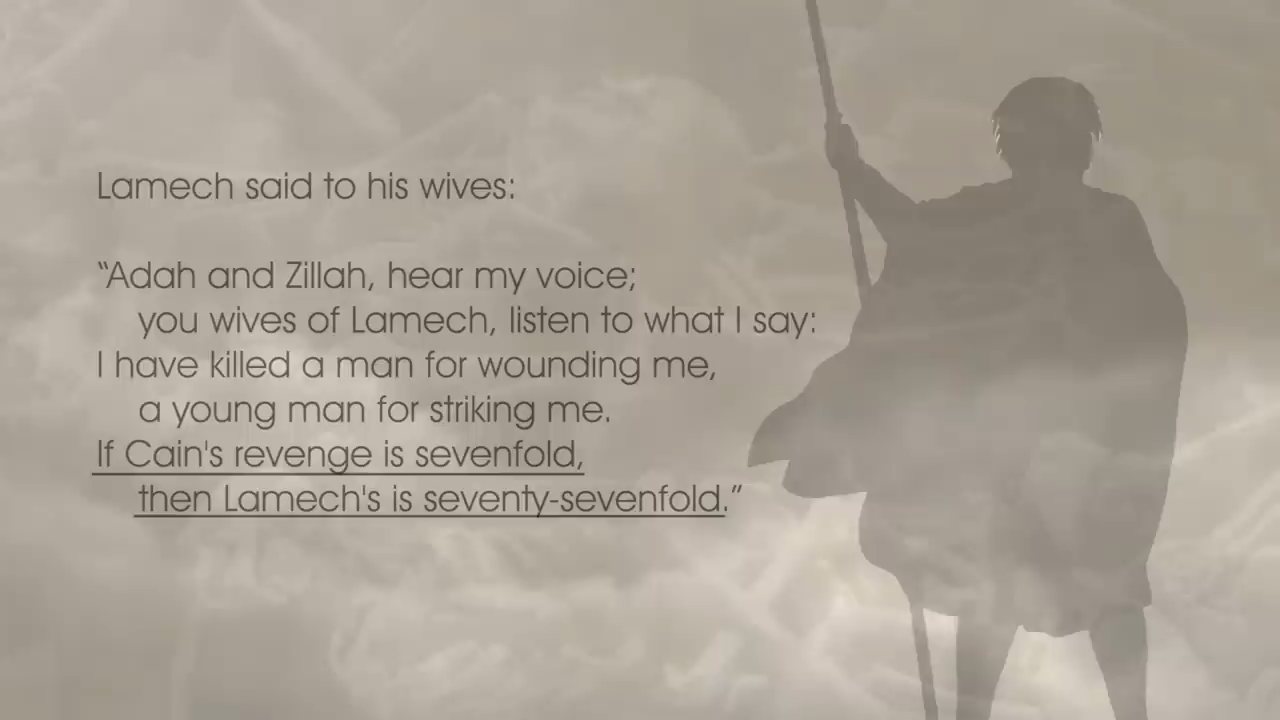 Lamech said to his wives:
“Adah and Zillah, hear my voice;
you wives of Lamech, listen to what I say:
I have killed a man for wounding me,
a young man for striking me.
If Cain's revenge is sevenfold,
then Lamech's is seventy-sevenfold.”